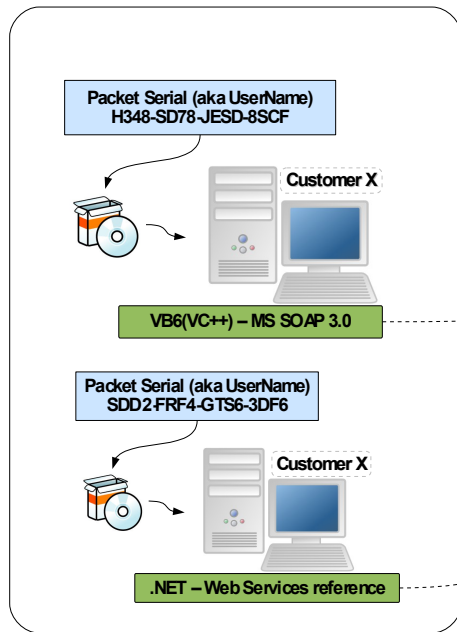 Packet Serial (aka UserName)
H348-SD78-JESD-8SCF
Customer X
VB6(VC++) – MS SOAP 3.0
Packet Serial (aka UserName)
SDD2-FRF4-GTS6-3DF6
Customer X
.NET – Web Services reference